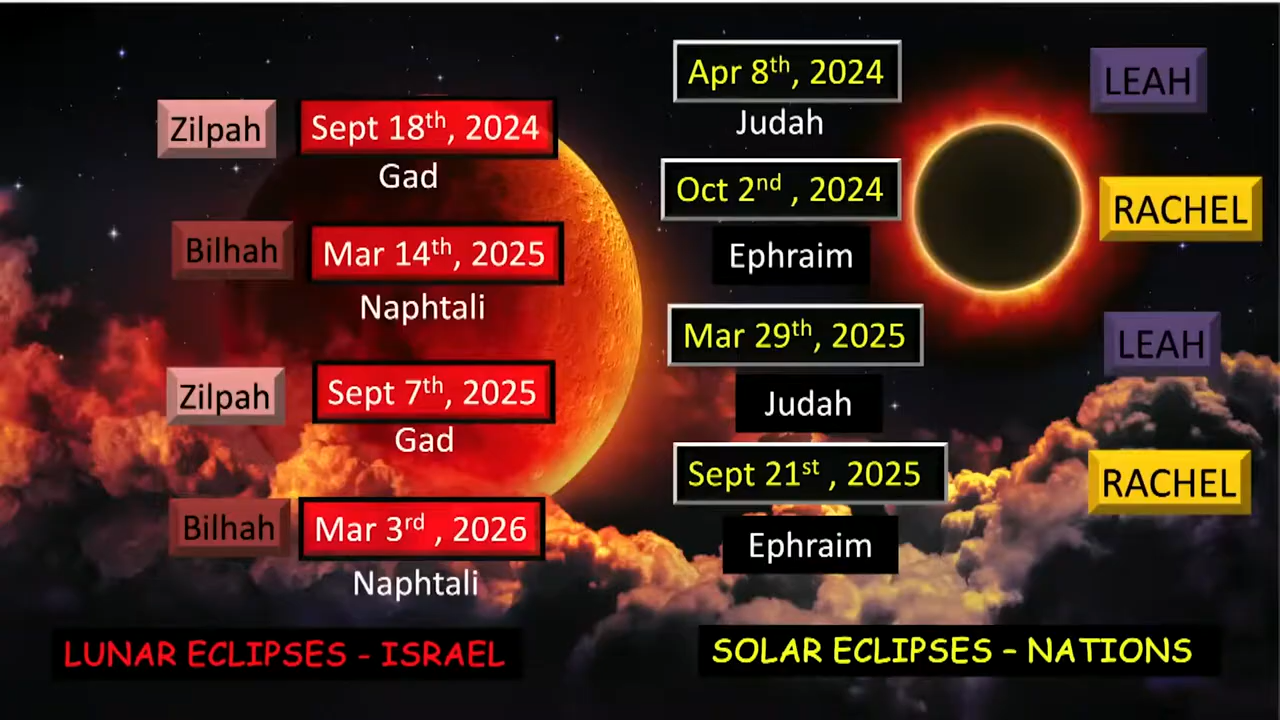 Zilpah
Sept 18th, 2024
Gad
Bilhah
Mar 14th, 2025
Naphtali
Zilpah
Sept 7th, 2025
Gad
Bilhah
Mar 3rd , 2026
Naphtali
LUNAR ECLIPSES - ISRAEL
Apr 8th, 2024
LEAH
Judah
Oct 2nd , 2024
RACHEL
Ephraim
Mar 29th, 2025
LEAH
Judah
Sept 21st , 2025
RACHEL
Ephraim
SOLAR ECLIPSES – NATIONS